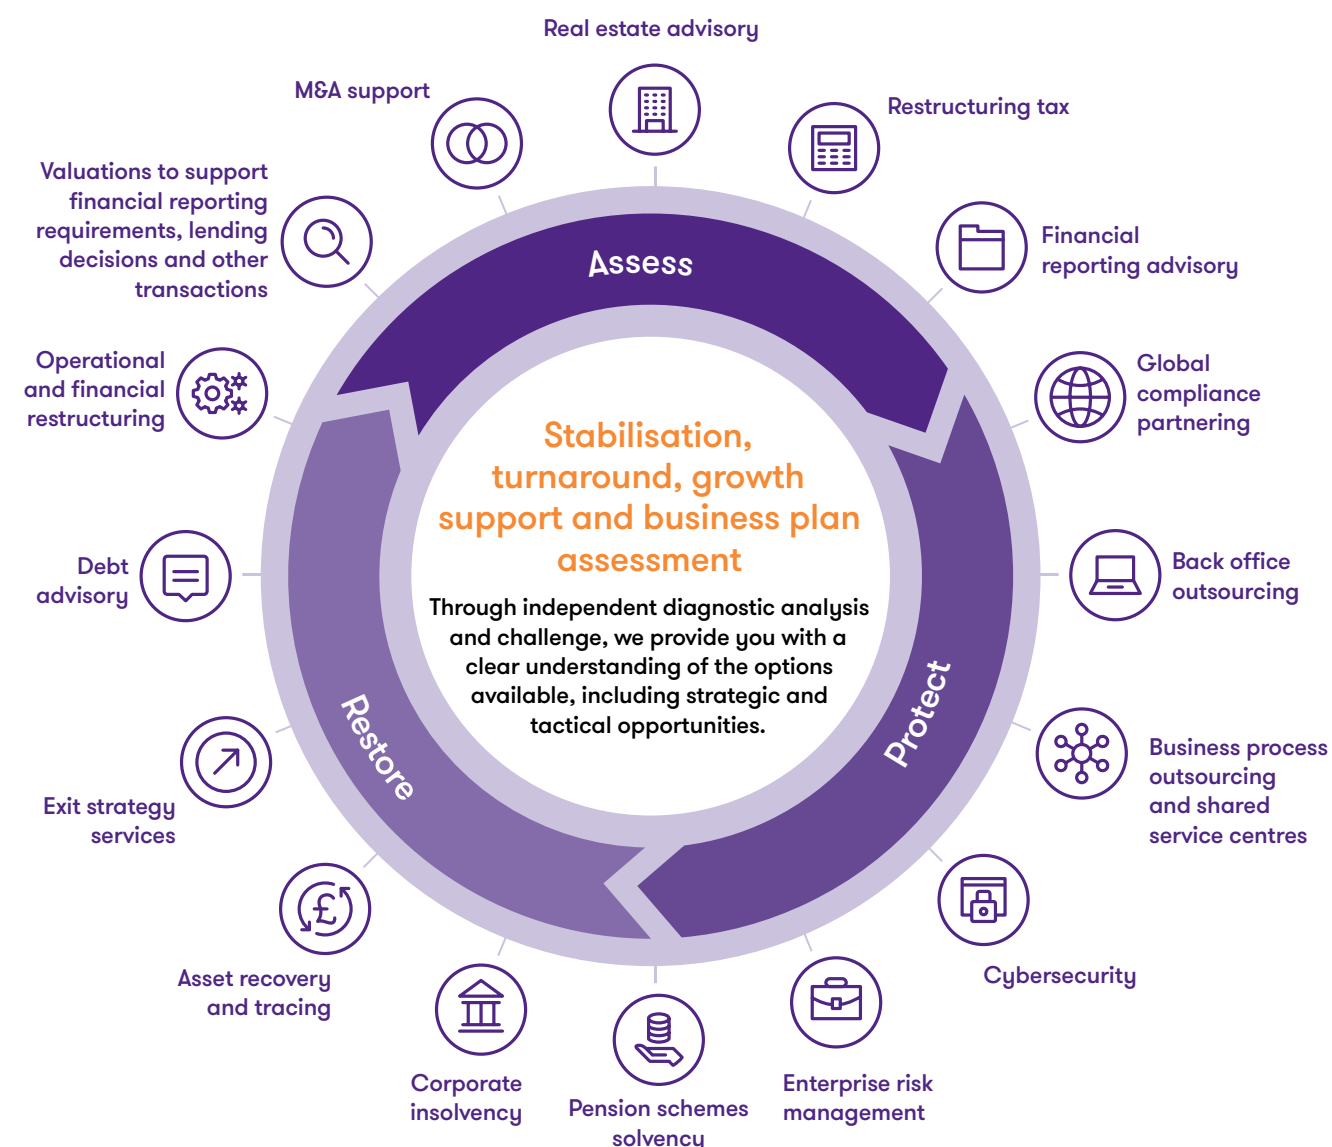 Real estate advisory
M&A support
Restructuring tax
Valuations to support
financial reporting
requirements, lending
decisions and other
transactions
Financial
reporting advisory
Assess
Operational
and financial
restructuring
Global
compliance
partnering
Stabilisation,
turnaround, growth
support and business plan
assessment
Through independent diagnostic analysis
and challenge, we provide you with a
clear understanding of the options
available, including strategic and
tactical opportunities.
Debt
advisory
Back office
outsourcing
Restore
Protect
Exit strategy
services
Business process
outsourcing
and shared
service centres
£
Asset recovery
and tracing
Cybersecurity
Corporate
insolvency
Pension schemes
solvency
Enterprise risk
management